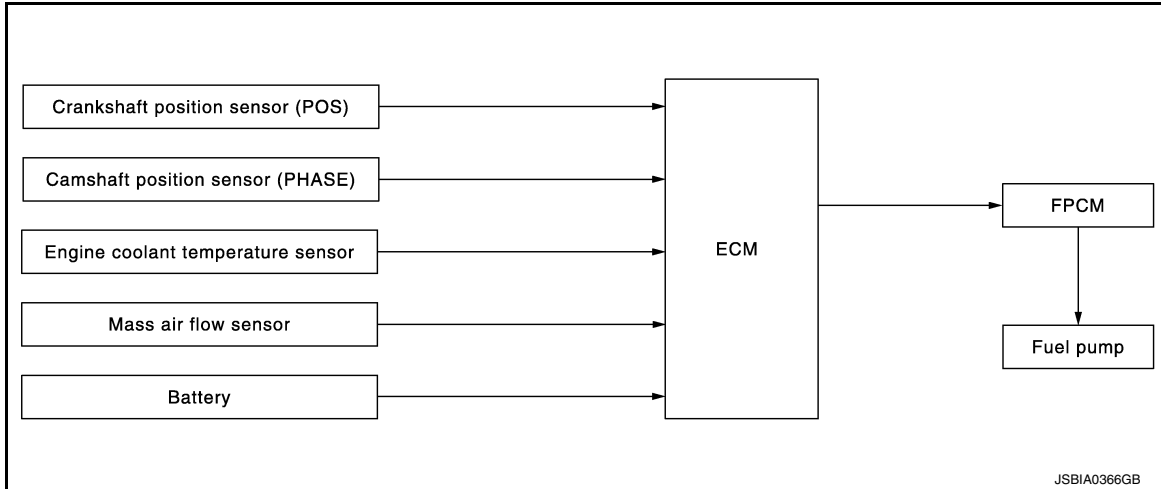 Crankshaft position sensor (POS)
Camshaft position sensor (PHASE)
Engine coolant temperature sensor
Mass air flow sensor
Battery
ECM
FPCM
Fuel pump
JSBIA0366GB